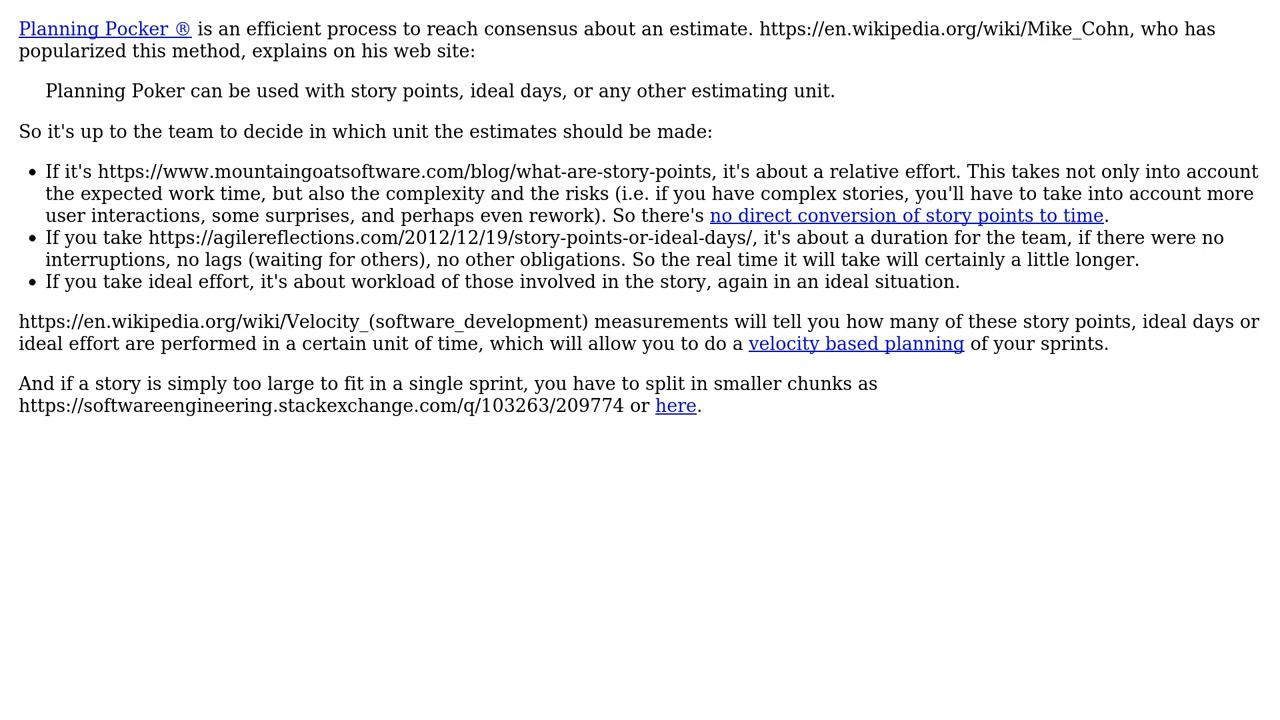 Planning Pocker ® is an efficient process to reach consensus about an estimate. https://en.wikipedia.org/wiki/Mike_Cohn, who has
popularized this method, explains on his web site:
Planning Poker can be used with story points, ideal days, or any other estimating unit.
So it's up to the team to decide in which unit the estimates should be made:
• If it's https://www.mountaingoatsoftware.com/blog/what-are-story-points, it's about a relative effort. This takes not only into account
the expected work time, but also the complexity and the risks (i.e. if you have complex stories, you'll have to take into account more
user interactions, some surprises, and perhaps even rework). So there's no direct conversion of story points to time.
• If you take https://agilereflections.com/2012/12/19/story-points-or-ideal-days/, it's about a duration for the team, if there were no
interruptions, no lags (waiting for others), no other obligations. So the real time it will take will certainly a little longer.
• If you take ideal effort, it's about workload of those involved in the story, again in an ideal situation.
https://en.wikipedia.org/wiki/Velocity_(software_development) measurements will tell you how many of these story points, ideal days or
ideal effort are performed in a certain unit of time, which will allow you to do a velocity based planning of your sprints.
And if a story is simply too large to fit in a single sprint, you have to split in smaller chunks as
https://softwareengineering.stackexchange.com/q/103263/209774 or here.